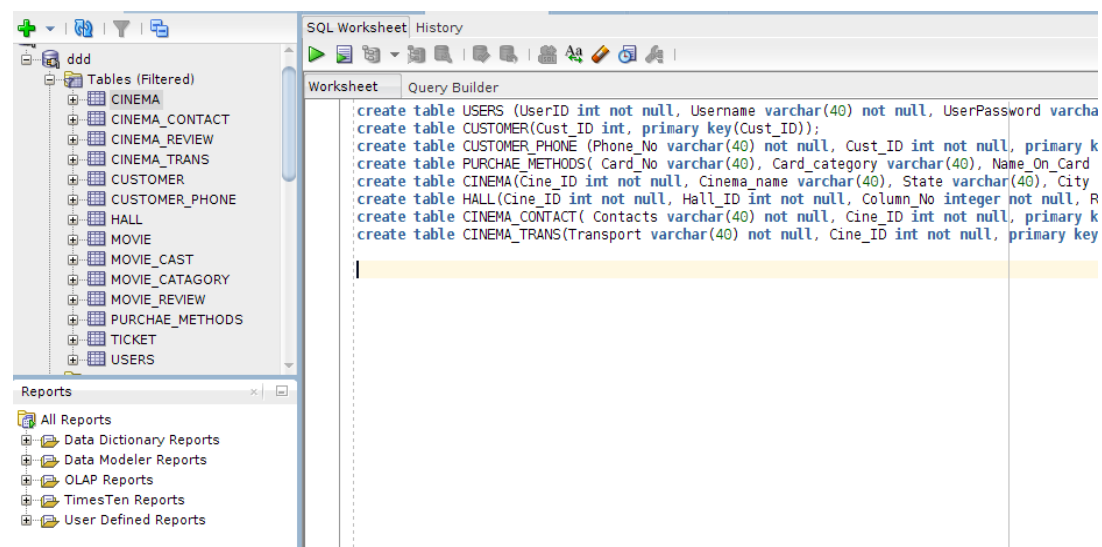 ddd
Tables (Filtered)
CINEMA
CINEMA_CONTACT
CINEMA_REVIEW
CINEMA_TRANS
CUSTOMER
CUSTOMER_PHONE
HALL
MOVIE
MOVIE_CAST
MOVIE_CATAGORY
MOVIE_REVIEW
PURCHAE_METHODS
TICKET
USERS
Reports
All Reports
Data Dictionary Reports
Data Modeler Reports
OLAP Reports
TimesTen Reports
User Defined Reports
SQL Worksheet History
Worksheet Query Builder
create table USERS (UserID int not null, Username varchar(40) not null, UserPassword varcha
create table CUSTOMER(Cust_ID int, primary key(Cust_ID));
create table CUSTOMER_PHONE (Phone_No varchar(40) not null, Cust_ID int not null, primary k
create table PURCHAE_METHODS( Card_No varchar(40), Card_category varchar(40), Name_On_Card
create table CINEMA(Cine_ID int not null, Cinema_name varchar(40), State varchar(40), City
create table HALL(Cine_ID int not null, Hall_ID int not null, Column_No integer not null, R
create table CINEMA_CONTACT( Contacts varchar(40) not null, Cine_ID int not null, primary k
create table CINEMA_TRANS(Transport varchar(40) not null, Cine_ID int not null, primary key